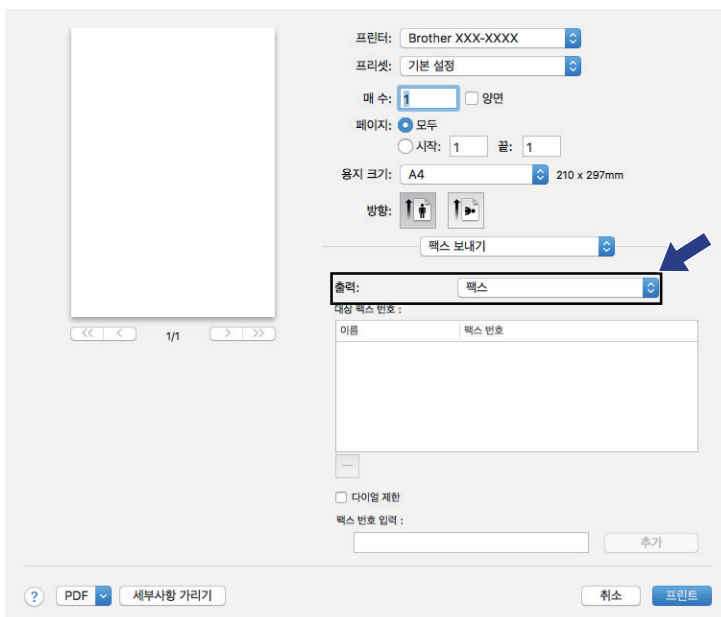 프린터: Brother XXX-XXXX
프리셋: 기본 설정
매 수: 1 양면
페이지: 모두
시작: 1 끝: 1
용지 크기: A4 210 x 297mm
방향:
팩스 보내기
출력: 팩스
대상 팩스 번호 :
이름 팩스 번호
<< < 1/1 > >>
다이얼 제한
팩스 번호 입력 :
추가
? PDF 세부사항 가리기 취소 프린트